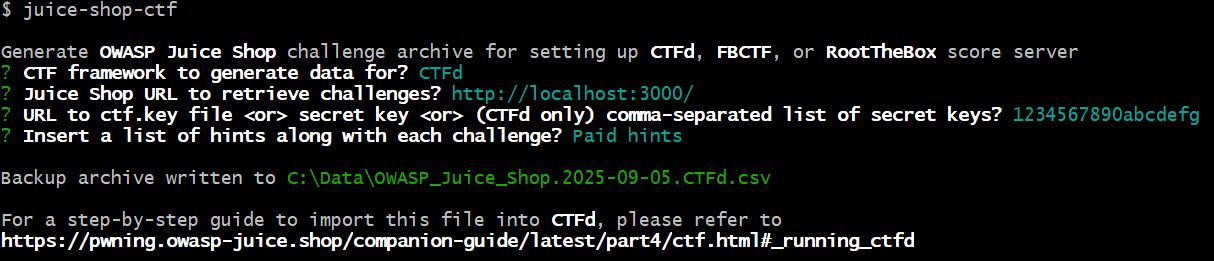 $ juice-shop-ctf
Generate OWASP Juice Shop challenge archive for setting up CTFd, FBCTF, or RootTheBox score server
? CTF framework to generate data for? CTFd
? Juice Shop URL to retrieve challenges? http://localhost:3000/
? URL to ctf.key file <or> secret key <or> (CTFd only) comma-separated list of secret keys? 1234567890abcdefg
? Insert a list of hints along with each challenge? Paid hints
Backup archive written to C:\Data\OWASP_Juice_Shop.2025-09-05.CTFd.csv
For a step-by-step guide to import this file into CTFd, please refer to
https://pwning.owasp-juice.shop/companion-guide/latest/part4/ctf.html#_running_ctfd